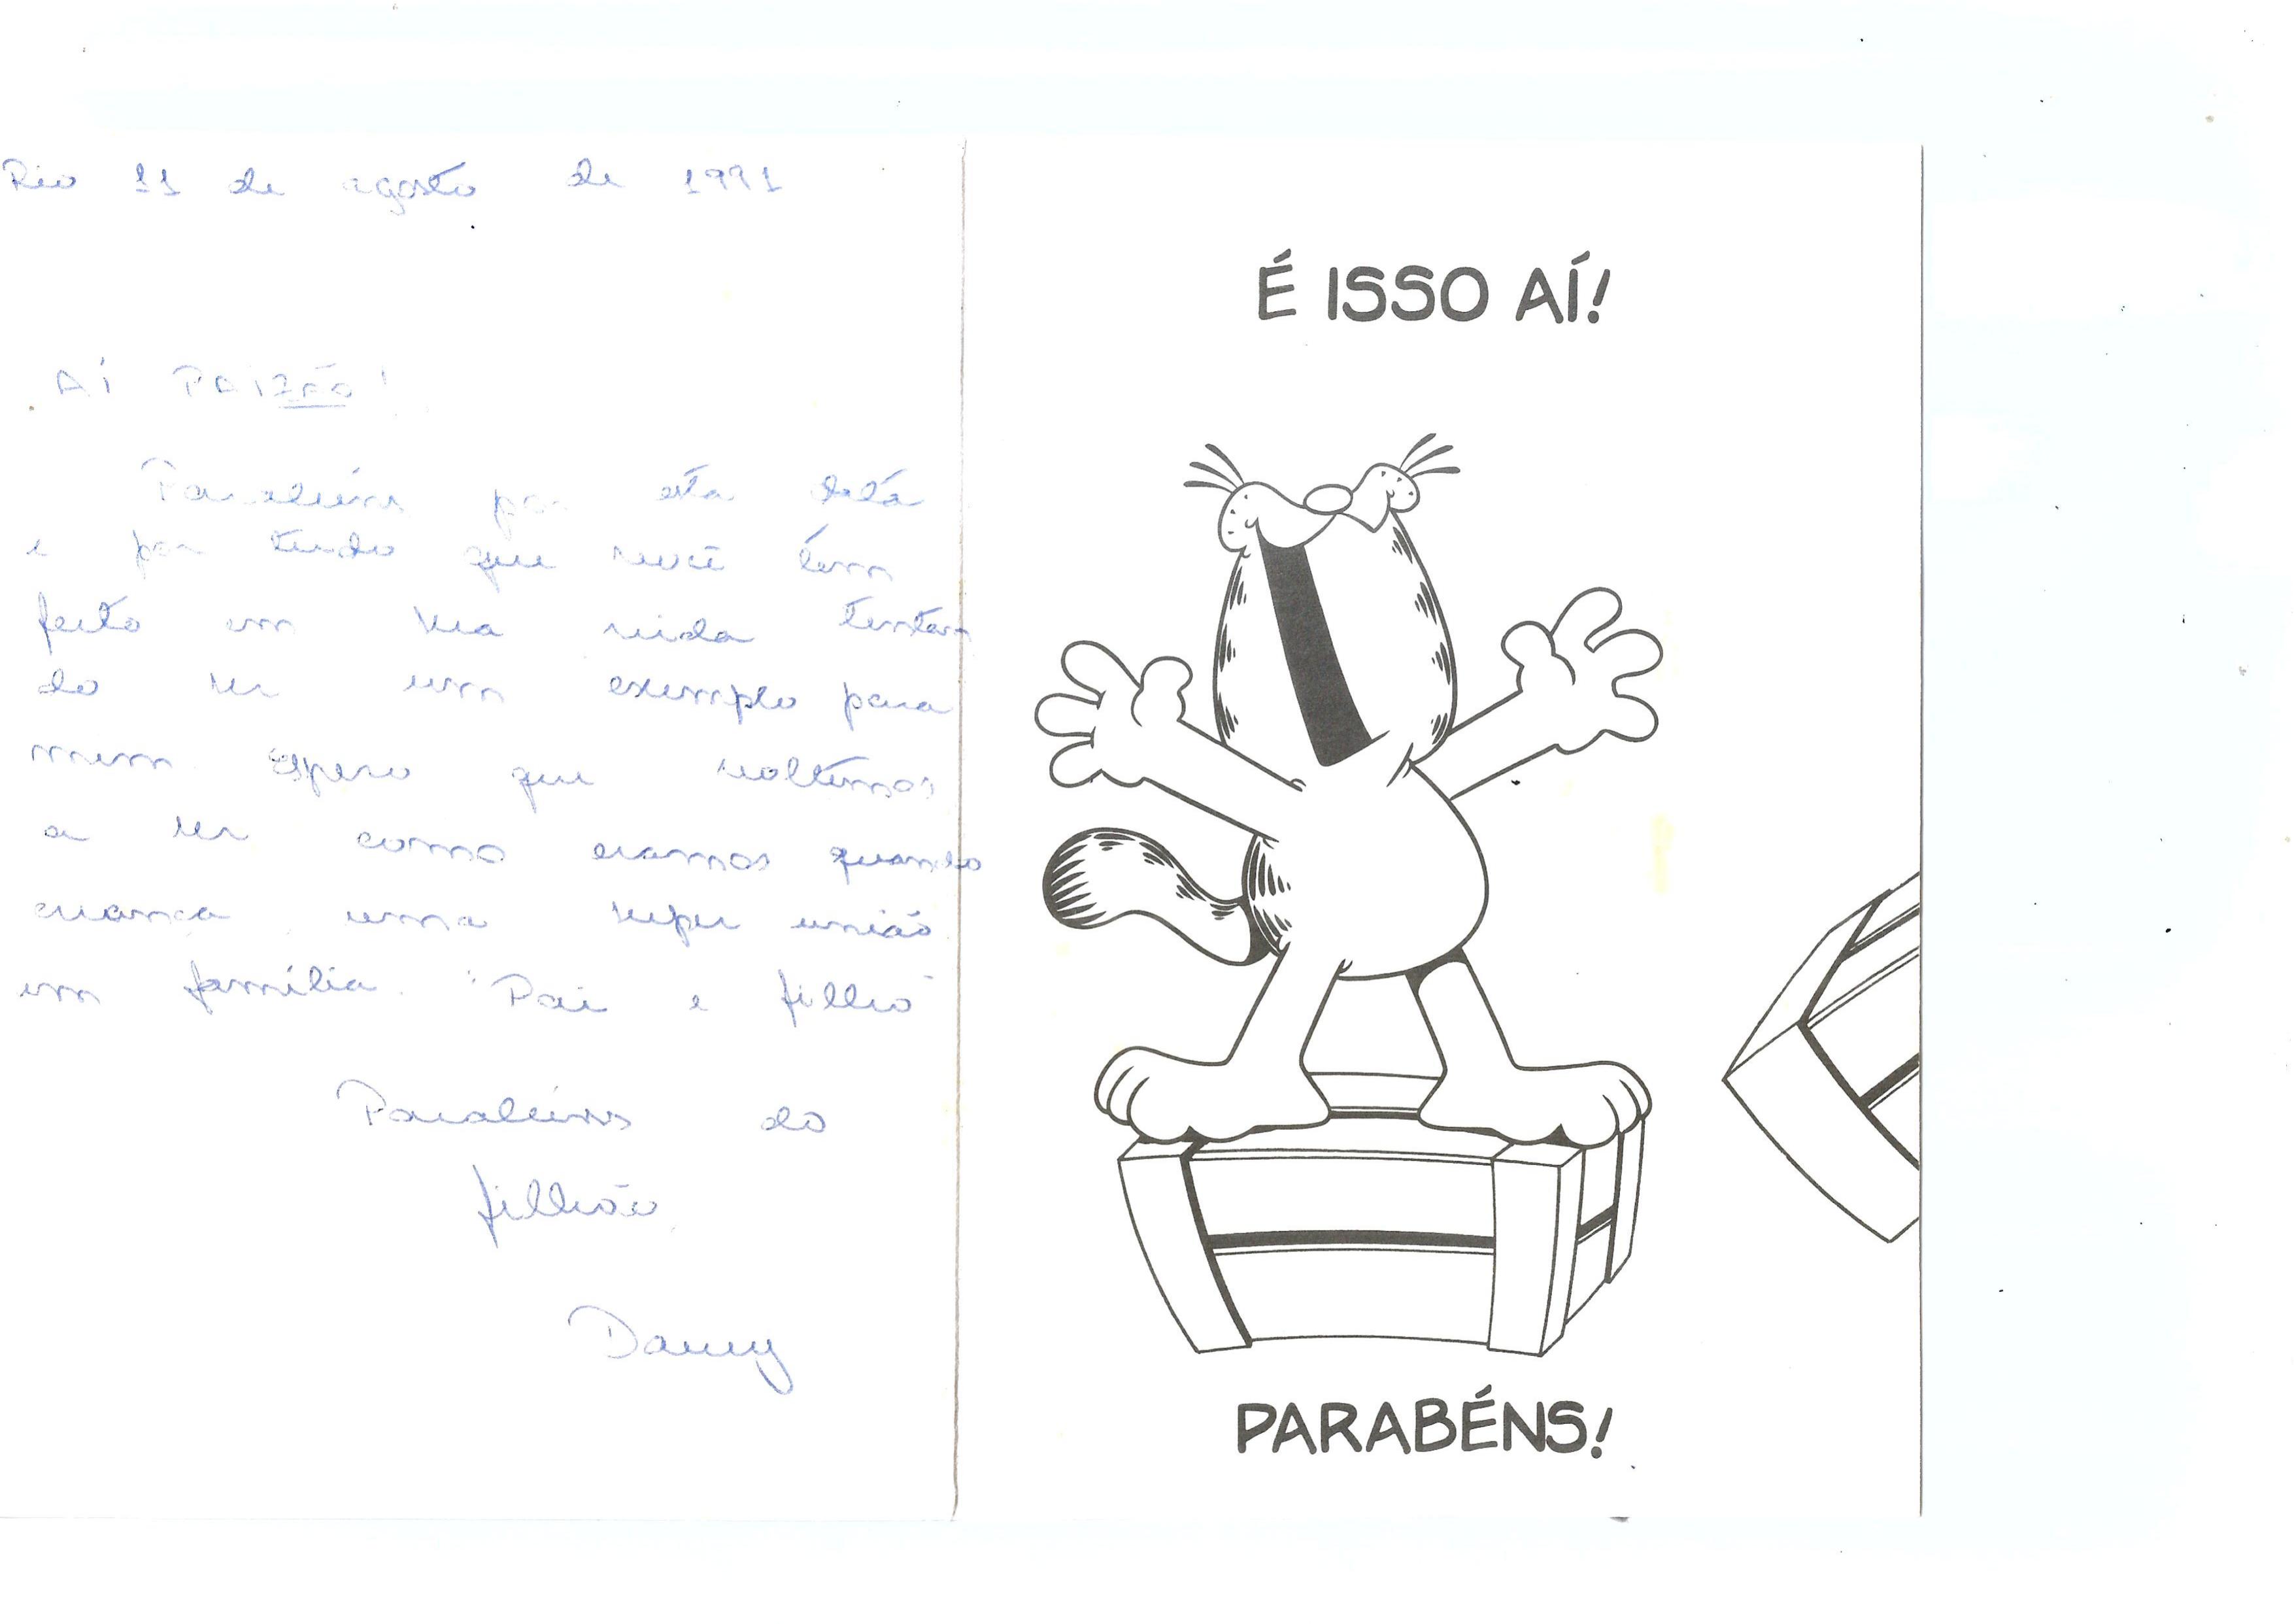 Rio 11 de agosto de 1991
AÍ PAIZÃO!
Parabéns por esta data
e por tudo que você tem
feito em sua vida tentan
do ser um exemplo para
mim. Espero que voltemos
a ser como eramos quando
criança, uma super união
em família. "Pai e filho"
Parabéns do
filhão,
Danny
É ISSO AÍ!
PARABÉNS!